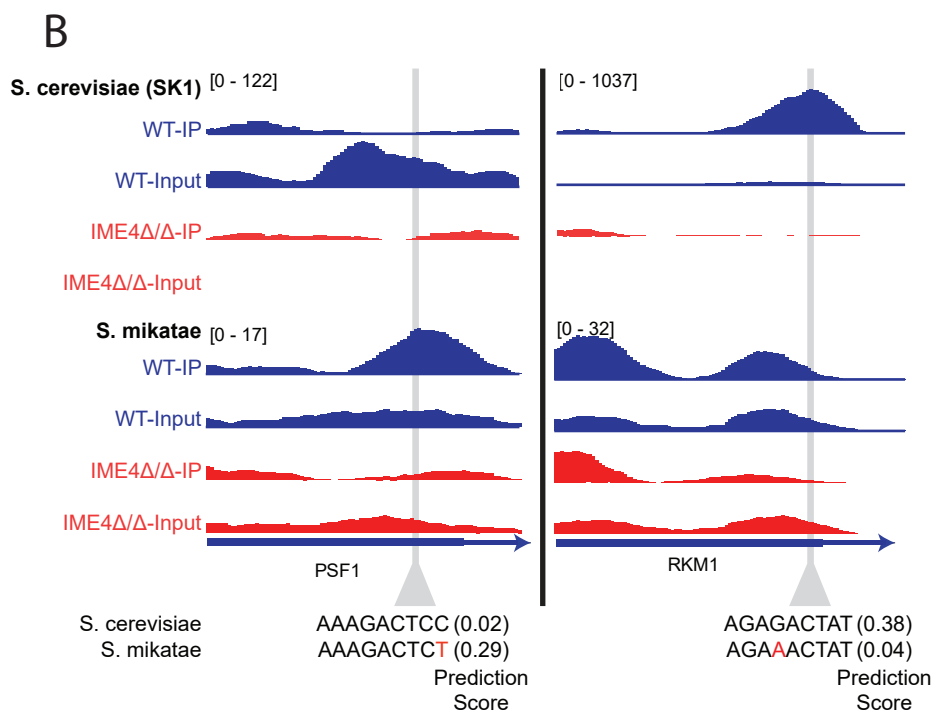 B
S. cerevisiae (SK1)
[0 - 122]
[0 - 1037]
WT-IP
WT-Input
IME4Δ/Δ-IP
IME4Δ/Δ-Input
S. mikatae
[0 - 17]
[0 - 32]
WT-IP
WT-Input
IME4Δ/Δ-IP
IME4Δ/Δ-Input
PSF1
RKM1
S. cerevisiae AAAGACTCC (0.02) AGAGACTAT (0.38)
S. mikatae AAAGACTCT (0.29) AGAAACTAT (0.04)
Prediction Prediction
Score Score